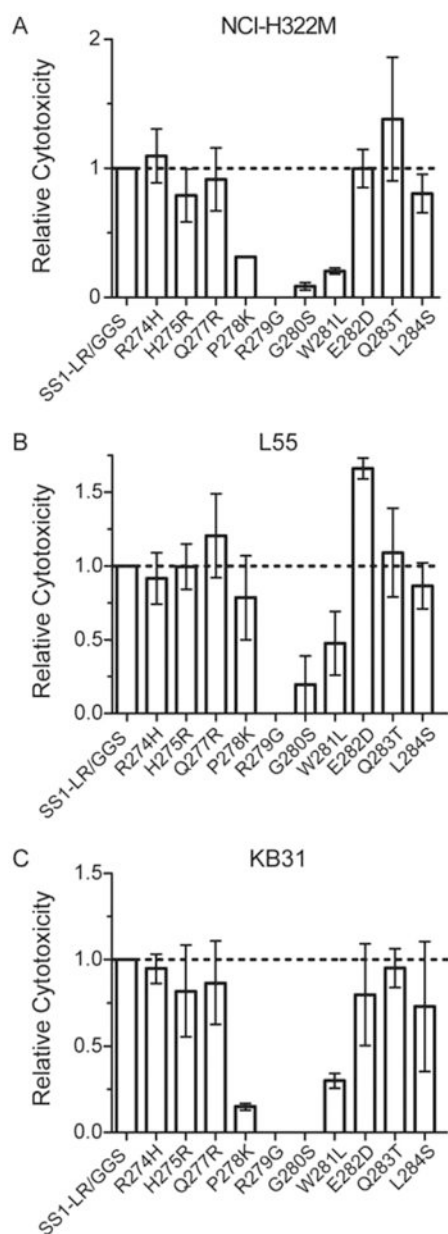 A
NCI-H322M
Relative Cytotoxicity
2
1
0
SS1-LR/GGS
R274H
H275R
Q277R
P278K
R279G
G280S
W281L
E282D
Q283T
L284S
B
L55
Relative Cytotoxicity
1.5
1.0
0.5
0.0
SS1-LR/GGS
R274H
H275R
Q277R
P278K
R279G
G280S
W281L
E282D
Q283T
L284S
C
KB31
Relative Cytotoxicity
1.5
1.0
0.5
0.0
SS1-LR/GGS
R274H
H275R
Q277R
P278K
R279G
G280S
W281L
E282D
Q283T
L284S